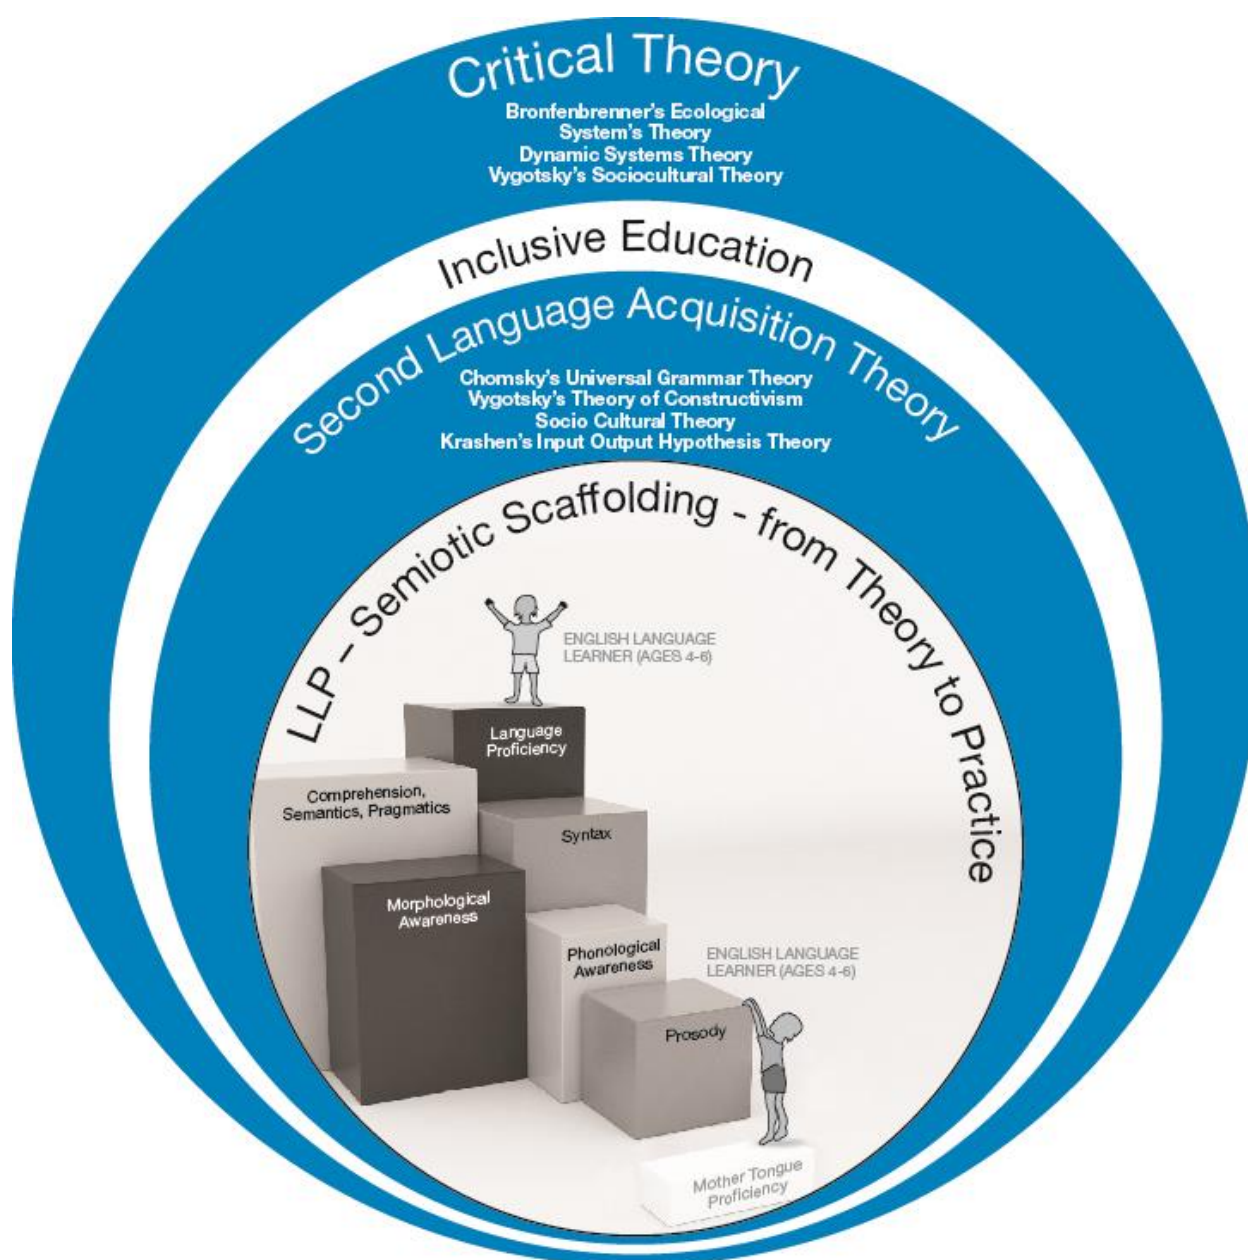 Critical Theory
Bronfenbrenner's Ecological
System's Theory
Dynamic Systems Theory
Vygotsky's Sociocultural Theory
Inclusive Education
Second Language Acquisition Theory
Chomsky's Universal Grammar Theory
Vygotsky's Theory of Constructivism
Socio Cultural Theory
Krashen's Input Output Hypothesis Theory
LLP – Semiotic Scaffolding - from Theory to Practice
ENGLISH LANGUAGE
LEARNER (AGES 4-6)
Language
Proficiency
Comprehension,
Semantics, Pragmatics
Syntax
Morphological
Awareness
Phonological
Awareness
ENGLISH LANGUAGE
LEARNER (AGES 4-6)
Prosody
Mother Tongue
Proficiency